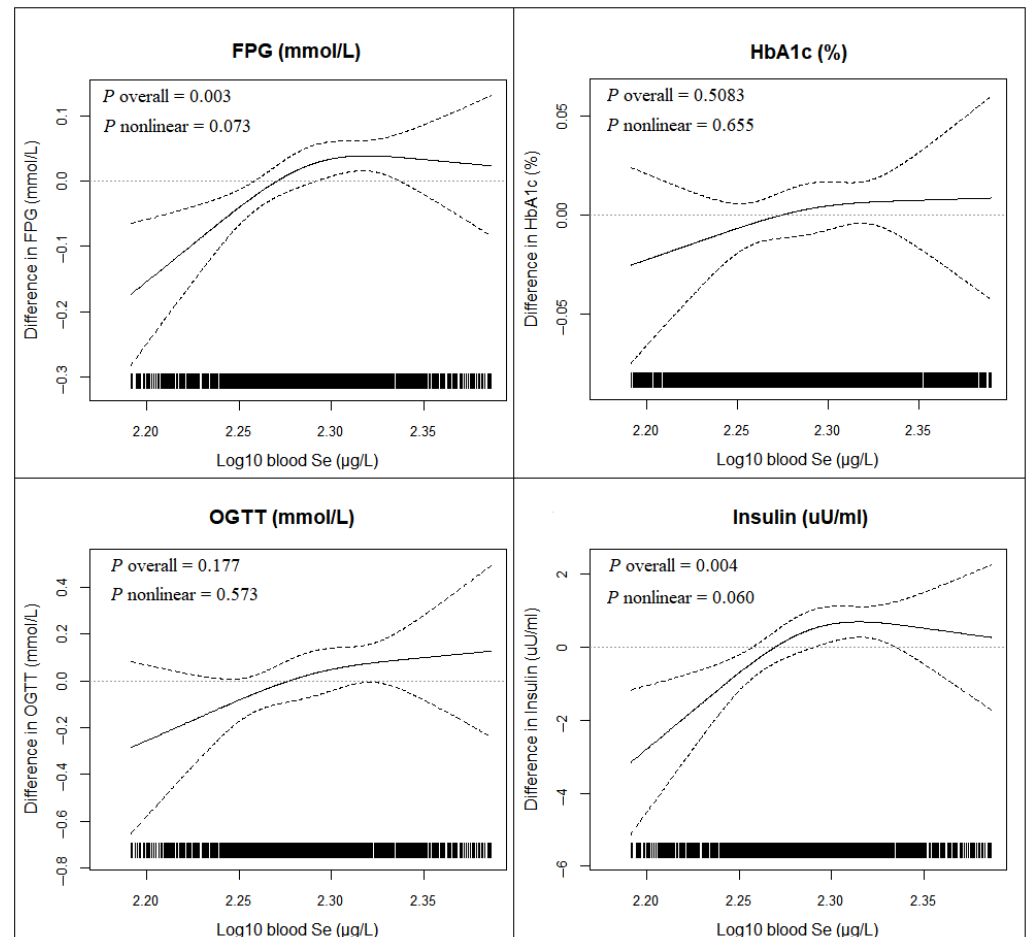 FPG (mmol/L)
P overall = 0.003
P nonlinear = 0.073
Difference in FPG (mmol/L)
0.1
0.0
−0.1
−0.2
−0.3
2.20 2.25 2.30 2.35
Log10 blood Se (µg/L)
HbA1c (%)
P overall = 0.5083
P nonlinear = 0.655
Difference in HbA1c (%)
0.05
0.00
−0.05
2.20 2.25 2.30 2.35
Log10 blood Se (µg/L)
OGTT (mmol/L)
P overall = 0.177
P nonlinear = 0.573
Difference in OGTT (mmol/L)
0.4
0.2
0.0
−0.2
−0.4
−0.6
−0.8
2.20 2.25 2.30 2.35
Log10 blood Se (µg/L)
Insulin (uU/ml)
P overall = 0.004
P nonlinear = 0.060
Difference in Insulin (uU/ml)
2
0
−2
−4
−6
2.20 2.25 2.30 2.35
Log10 blood Se (µg/L)